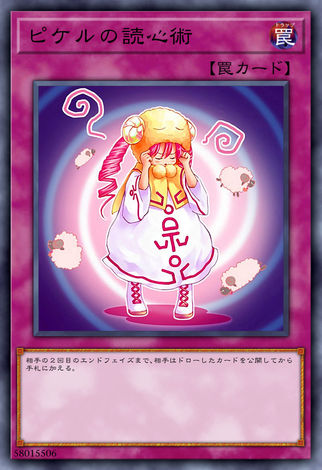 ピケルの読心術
トラップ
罠
【罠カード】
相手の2回目のエンドフェイズまで、相手はドローしたカードを公開してから
手札に加える。
58015506